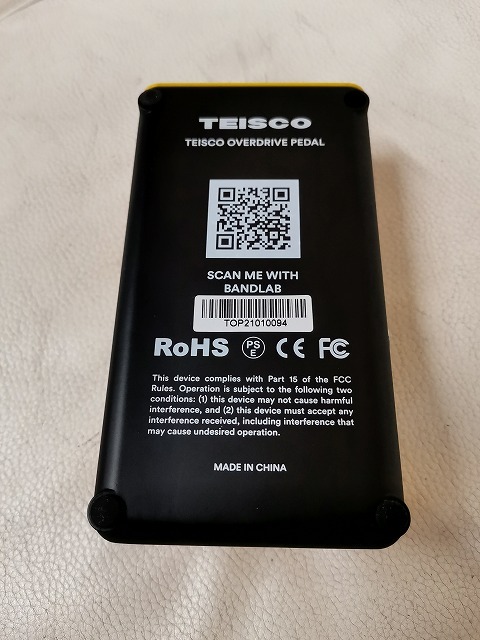 TEISCO
TEISCO OVERDRIVE PEDAL
SCAN ME WITH
BANDLAB
TOP21010094
RoHS PS E CE FC
This device complies with Part 15 of the FCC
Rules. Operation is subject to the following two
conditions: (1) this device may not cause harmful
interference, and (2) this device must accept any
interference received, including interference that
may cause undesired operation.
MADE IN CHINA